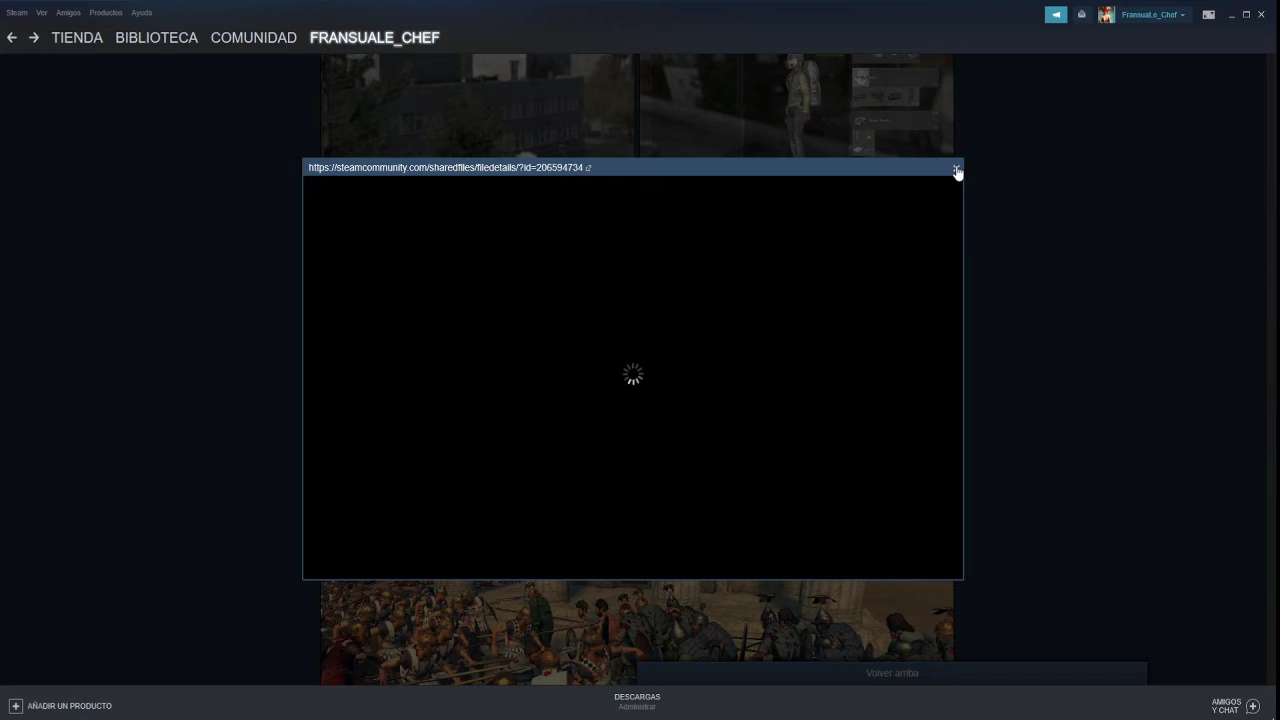 Steam Ver Amigos Productos Ayuda
FransuaLe_Chef
TIENDA BIBLIOTECA COMUNIDAD FRANSUALE_CHEF
https://steamcommunity.com/sharedfiles/filedetails/?id=206594734
Volver arriba
AÑADIR UN PRODUCTO
DESCARGAS
Administrar
AMIGOS
Y CHAT